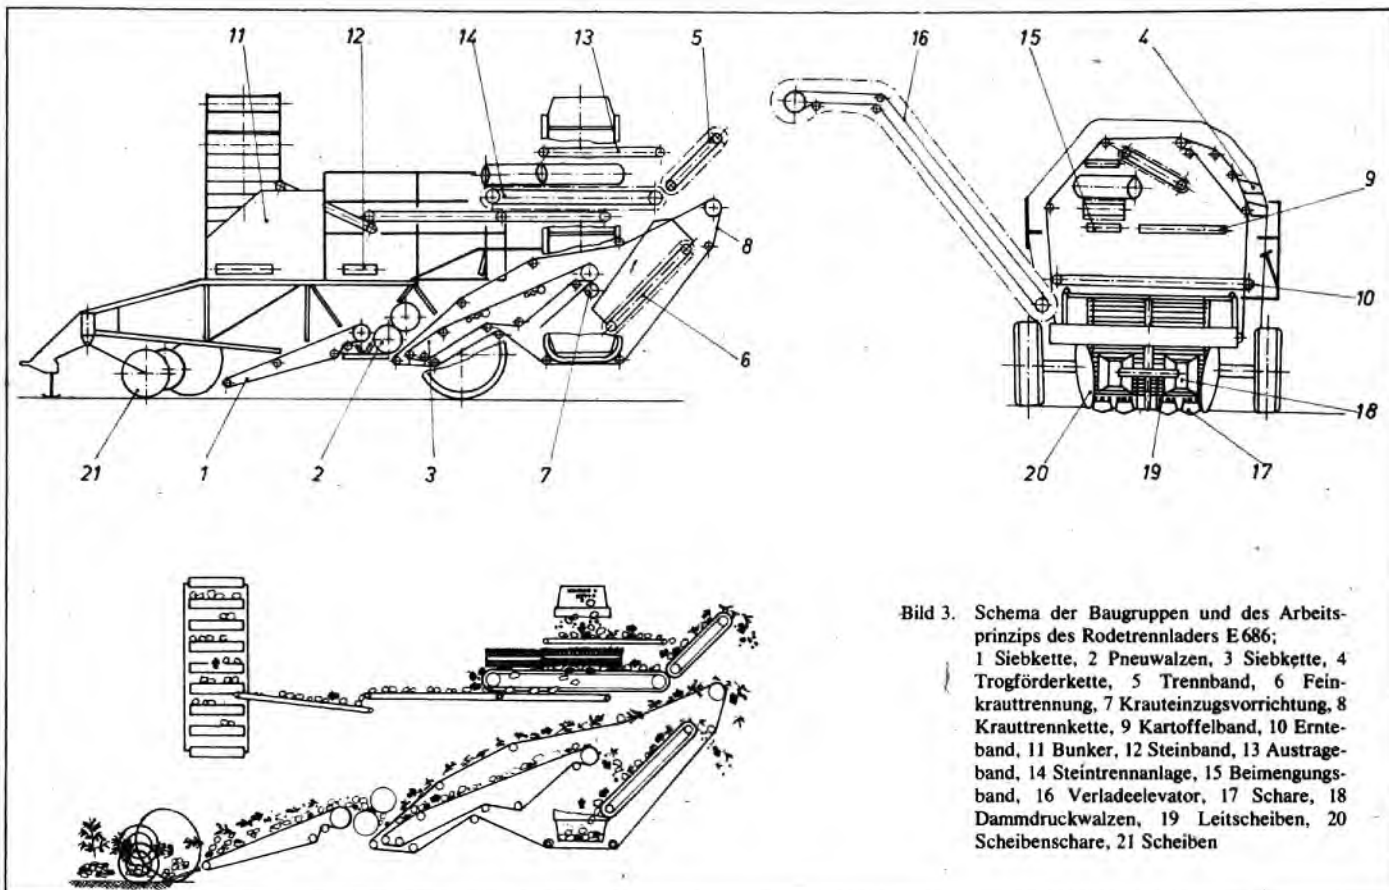 11 12 14 13 5 16 15 4
9
8
10
6
18
21 1 2 3 7 20 19 17
Bild 3. Schema der Baugruppen und des Arbeits-
prinzips des Rodetrennladers E 686;
1 Siebkette, 2 Pneuwalzen, 3 Siebkette, 4
Trogförderkette, 5 Trennband, 6 Fein-
krauttrennung, 7 Krauteinzugsvorrichtung, 8
Krauttrennkette, 9 Kartoffelband, 10 Ernte-
band, 11 Bunker, 12 Steinband, 13 Austrage-
band, 14 Steintrennanlage, 15 Beimengungs-
band, 16 Verladeelevator, 17 Schare, 18
Dammdruckwalzen, 19 Leitscheiben, 20
Scheibenschare, 21 Scheiben